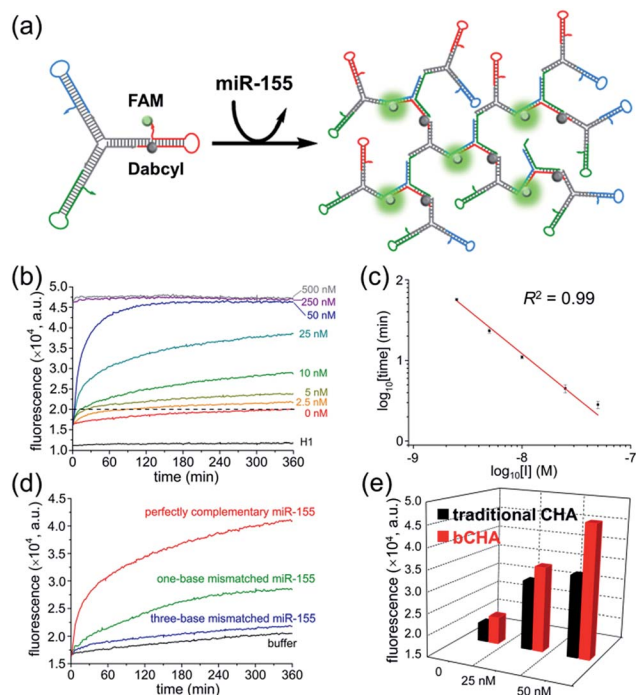 (a)
FAM
miR-155
Dabcyl
(b)
fluorescence (×10⁴, a.u.)
5.0
4.5
4.0
3.5
3.0
2.5
2.0
1.5
1.0
500 nM
250 nM
50 nM
25 nM
10 nM
5 nM
2.5 nM
0 nM
H1
0 60 120 180 240 300 360
time (min)
(c)
log₁₀[time] (min)
2
1
0
R² = 0.99
10⁻⁹ 10⁻⁸ 10⁻⁷
log₁₀[I] (M)
(d)
fluorescence (×10⁴, a.u.)
4.5
4.0
3.5
3.0
2.5
2.0
1.5
perfectly complementary miR-155
one-base mismatched miR-155
three-base mismatched miR-155
buffer
0 60 120 180 240 300 360
time (min)
(e)
fluorescence (×10⁴, a.u.)
5.0
4.5
4.0
3.5
3.0
2.5
2.0
1.5
traditional CHA
bCHA
0
25 nM
50 nM